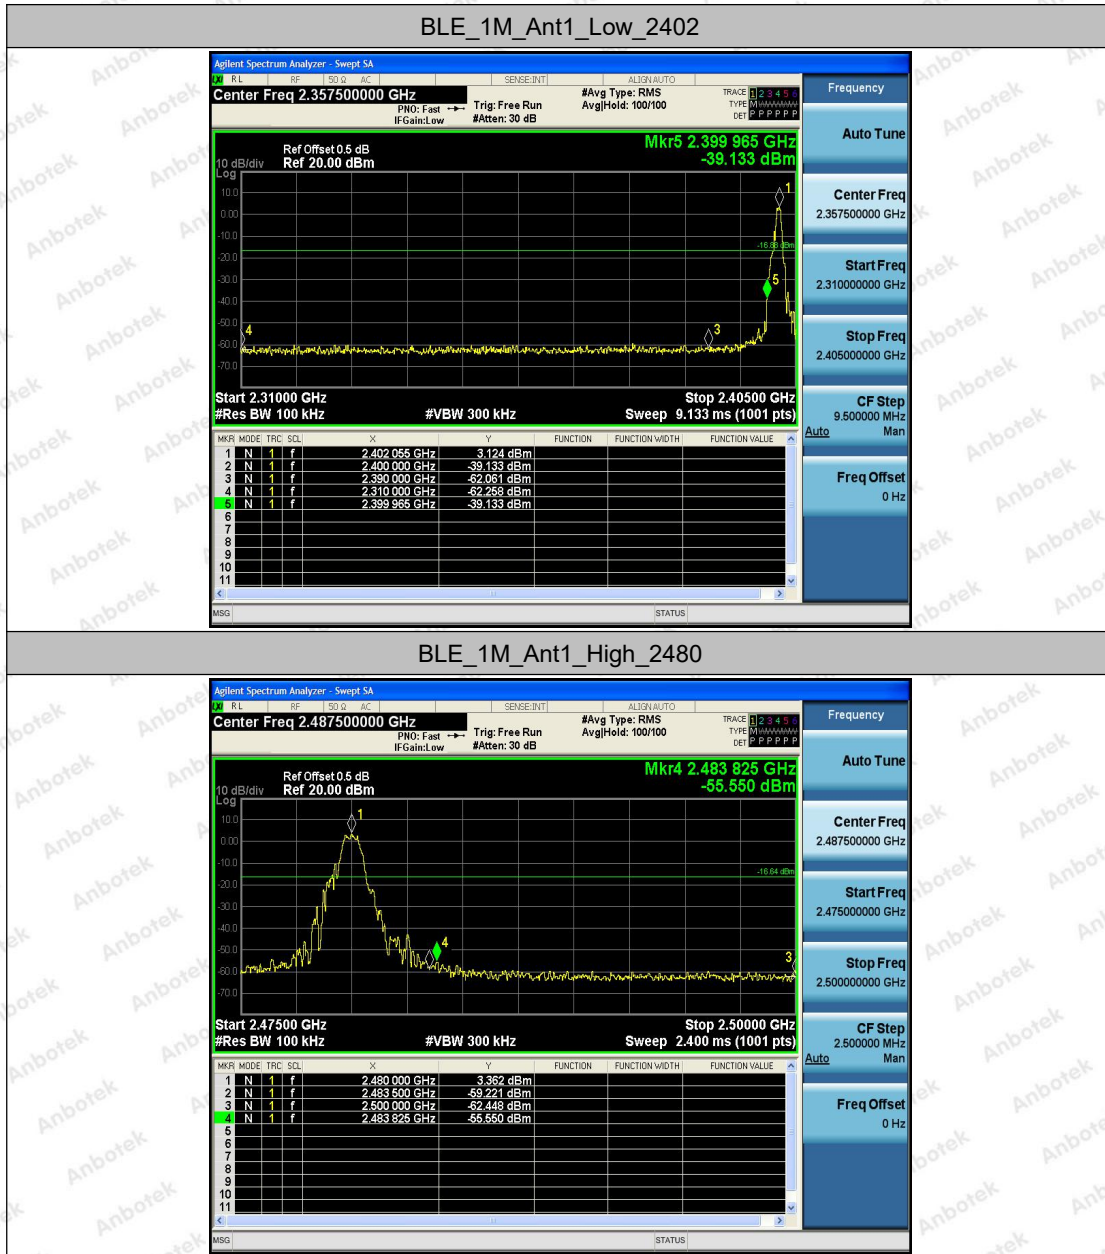 BLE_1M_Ant1_Low_2402
Agilent Spectrum Analyzer - Swept SA
LXI RL RF 50 Ω AC SENSE:INT ALIGNAUTO
Center Freq 2.357500000 GHz
PNO: Fast
IFGain:Low
Trig: Free Run
#Atten: 30 dB
#Avg Type: RMS
Avg|Hold: 100/100
TRACE 1 2 3 4 5 6
TYPE M
DET P P P P P P
Mkr5 2.399 965 GHz
-39.133 dBm
Ref Offset 0.5 dB
10 dB/div Ref 20.00 dBm
Log
10.0
0.00
-10.0
-20.0
-30.0
-40.0
-50.0
-60.0
-70.0
1
5
4
3
Start 2.31000 GHz Stop 2.40500 GHz
#Res BW 100 kHz #VBW 300 kHz Sweep 9.133 ms (1001 pts)
MKR MODE TRC SCL X Y FUNCTION FUNCTION WIDTH FUNCTION VALUE
1 N 1 f 2.402 055 GHz 3.124 dBm
2 N 1 f 2.400 000 GHz -39.133 dBm
3 N 1 f 2.390 000 GHz -62.061 dBm
4 N 1 f 2.310 000 GHz -62.258 dBm
5 N 1 f 2.399 965 GHz -39.133 dBm
6
7
8
9
10
11
MSG STATUS
Frequency
Auto Tune
Center Freq
2.357500000 GHz
Start Freq
2.310000000 GHz
Stop Freq
2.405000000 GHz
CF Step
9.500000 MHz
Auto Man
Freq Offset
0 Hz
BLE_1M_Ant1_High_2480
Agilent Spectrum Analyzer - Swept SA
LXI RL RF 50 Ω AC SENSE:INT ALIGNAUTO
Center Freq 2.487500000 GHz
PNO: Fast
IFGain:Low
Trig: Free Run
#Atten: 30 dB
#Avg Type: RMS
Avg|Hold: 100/100
TRACE 1 2 3 4 5 6
TYPE M
DET P P P P P P
Mkr4 2.483 825 GHz
-55.550 dBm
Ref Offset 0.5 dB
10 dB/div Ref 20.00 dBm
Log
10.0
0.00
-10.0
-20.0
-30.0
-40.0
-50.0
-60.0
-70.0
1
-16.64 dBm
4
3
Start 2.47500 GHz Stop 2.50000 GHz
#Res BW 100 kHz #VBW 300 kHz Sweep 2.400 ms (1001 pts)
MKR MODE TRC SCL X Y FUNCTION FUNCTION WIDTH FUNCTION VALUE
1 N 1 f 2.480 000 GHz 3.362 dBm
2 N 1 f 2.483 500 GHz -59.221 dBm
3 N 1 f 2.500 000 GHz -62.448 dBm
4 N 1 f 2.483 825 GHz -55.550 dBm
5
6
7
8
9
10
11
MSG STATUS
Frequency
Auto Tune
Center Freq
2.487500000 GHz
Start Freq
2.475000000 GHz
Stop Freq
2.500000000 GHz
CF Step
2.500000 MHz
Auto Man
Freq Offset
0 Hz
Anbotek